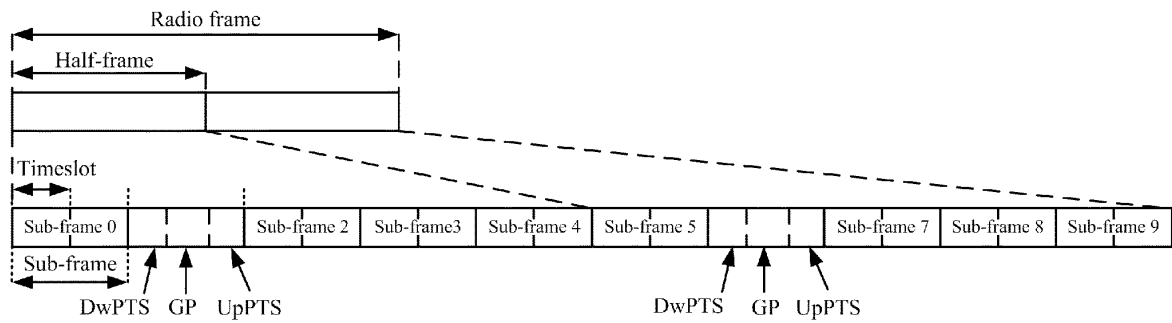 Radio frame
Half-frame
Timeslot
Sub-frame 0
Sub-frame 2
Sub-frame3
Sub-frame 4
Sub-frame 5
Sub-frame 7
Sub-frame 8
Sub-frame 9
Sub-frame
DwPTS
GP
UpPTS
DwPTS
GP
UpPTS